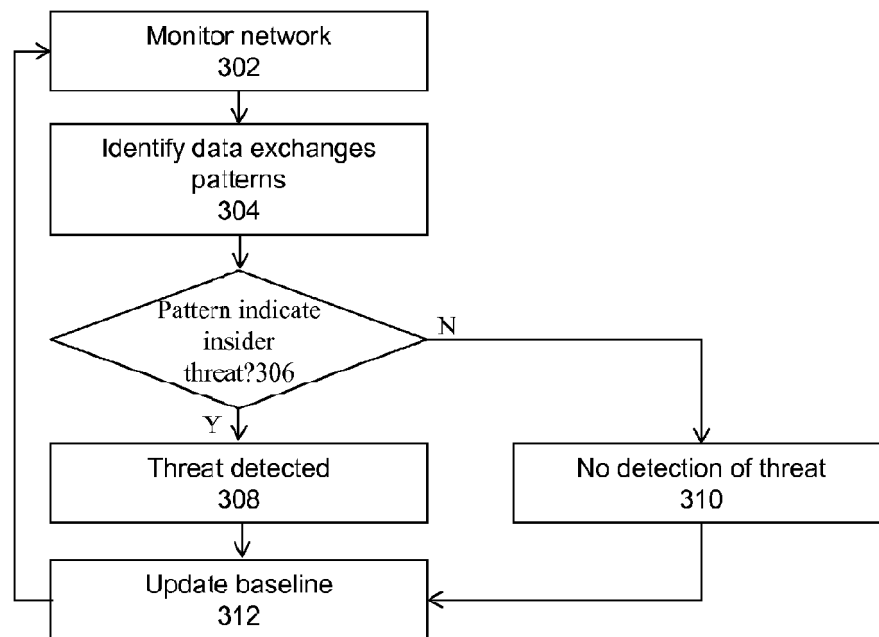 Monitor network
302
Identify data exchanges
patterns
304
Pattern indicate
insider
threat?306
N
Y
Threat detected
308
No detection of threat
310
Update baseline
312